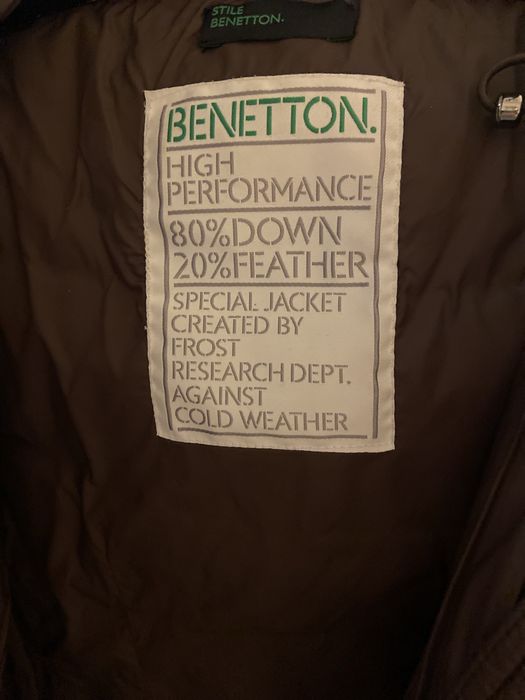 STILE
BENETTON.
BENETTON.
HIGH
PERFORMANCE
80%DOWN
20%FEATHER
SPECIAL JACKET
CREATED BY
FROST
RESEARCH DEPT.
AGAINST
COLD WEATHER